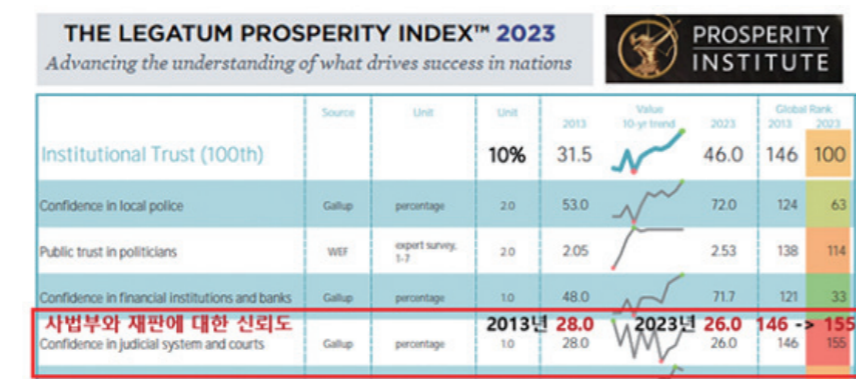 THE LEGATUM PROSPERITY INDEX™ 2023
Advancing the understanding of what drives success in nations
PROSPERITY
INSTITUTE
Source Unit Unit Value Global Rank
2013 10-yr trend 2023 2013 2023
Institutional Trust (100th) 10% 31.5 46.0 146 100
Confidence in local police Gallup percentage 2.0 53.0 72.0 124 63
Public trust in politicians WEF expert survey, 1-7 2.0 2.05 2.53 138 114
Confidence in financial institutions and banks Gallup percentage 1.0 48.0 71.7 121 33
사법부와 재판에 대한 신뢰도 2013년 28.0 2023년 26.0 146 -> 155
Confidence in judicial system and courts Gallup percentage 1.0 28.0 26.0 146 155